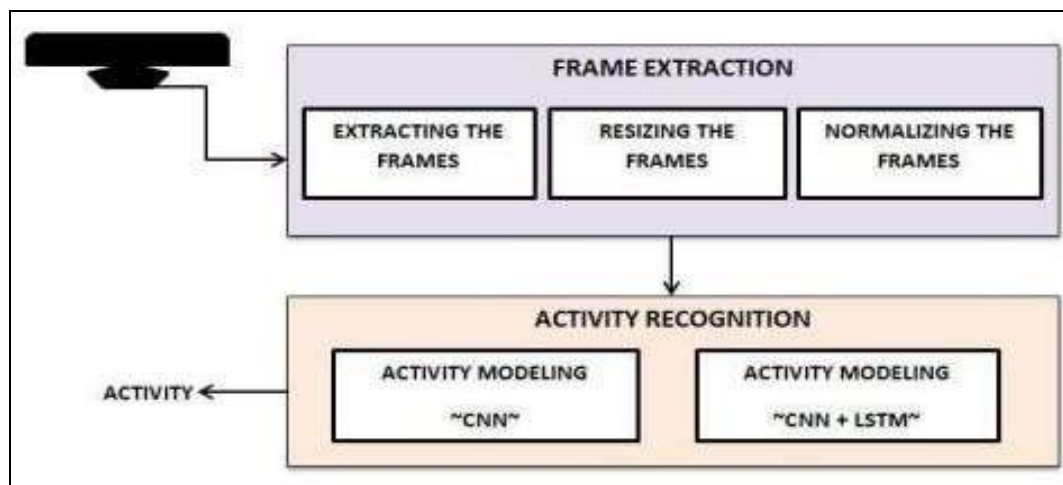 FRAME EXTRACTION
EXTRACTING THE
FRAMES
RESIZING THE
FRAMES
NORMALIZING THE
FRAMES
ACTIVITY RECOGNITION
ACTIVITY MODELING
~CNN~
ACTIVITY MODELING
~CNN + LSTM~
ACTIVITY